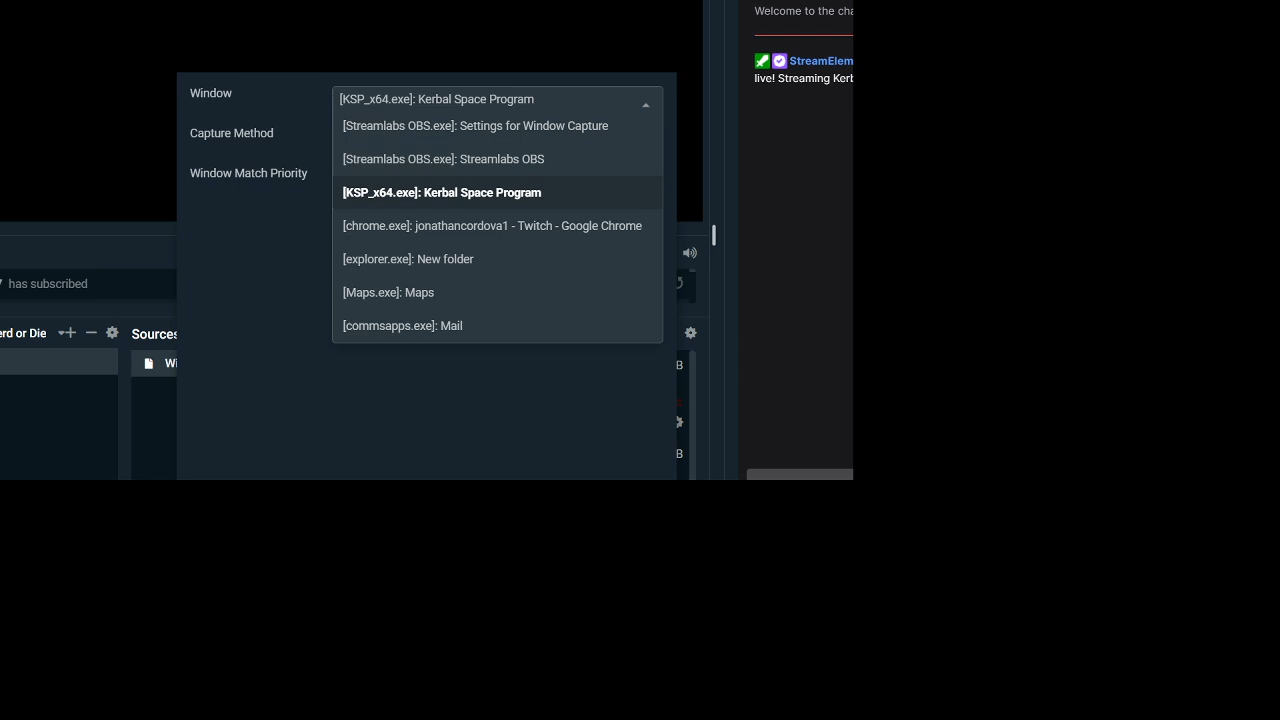 Welcome to the cha
StreamElem
live! Streaming Kerb
Window
[KSP_x64.exe]: Kerbal Space Program
Capture Method
[Streamlabs OBS.exe]: Settings for Window Capture
[Streamlabs OBS.exe]: Streamlabs OBS
Window Match Priority
[KSP_x64.exe]: Kerbal Space Program
[chrome.exe]: jonathancordova1 - Twitch - Google Chrome
[explorer.exe]: New folder
[Maps.exe]: Maps
[commsapps.exe]: Mail
has subscribed
erd or Die
Sources
Wi
B
B